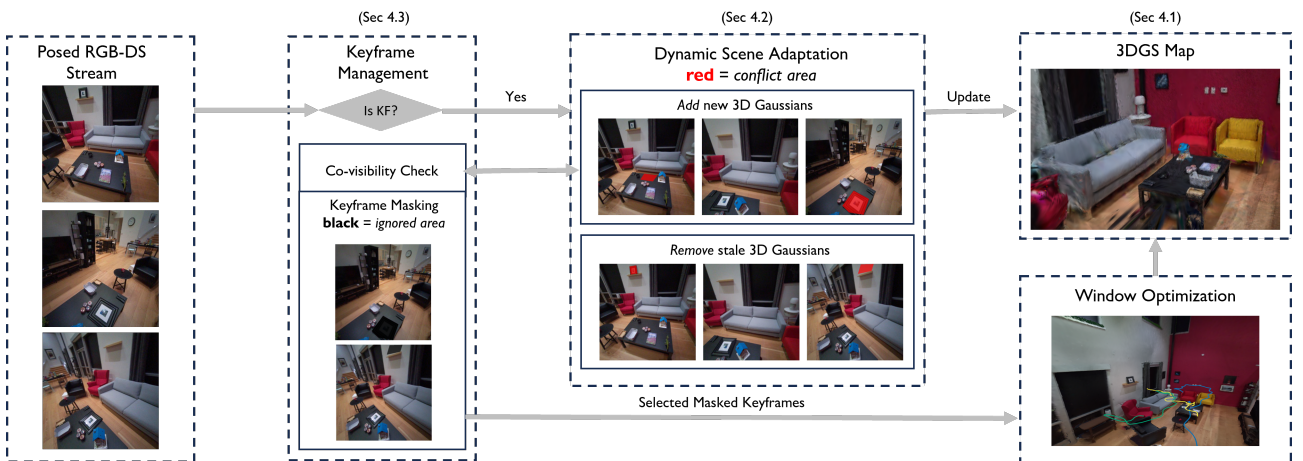 (Sec 4.3)
(Sec 4.2)
(Sec 4.1)
Posed RGB-DS
Stream
Keyframe
Management
Is KF?
Yes
Co-visibility Check
Keyframe Masking
black = ignored area
Dynamic Scene Adaptation
red = conflict area
Add new 3D Gaussians
Remove stale 3D Gaussians
Update
3DGS Map
Window Optimization
Selected Masked Keyframes